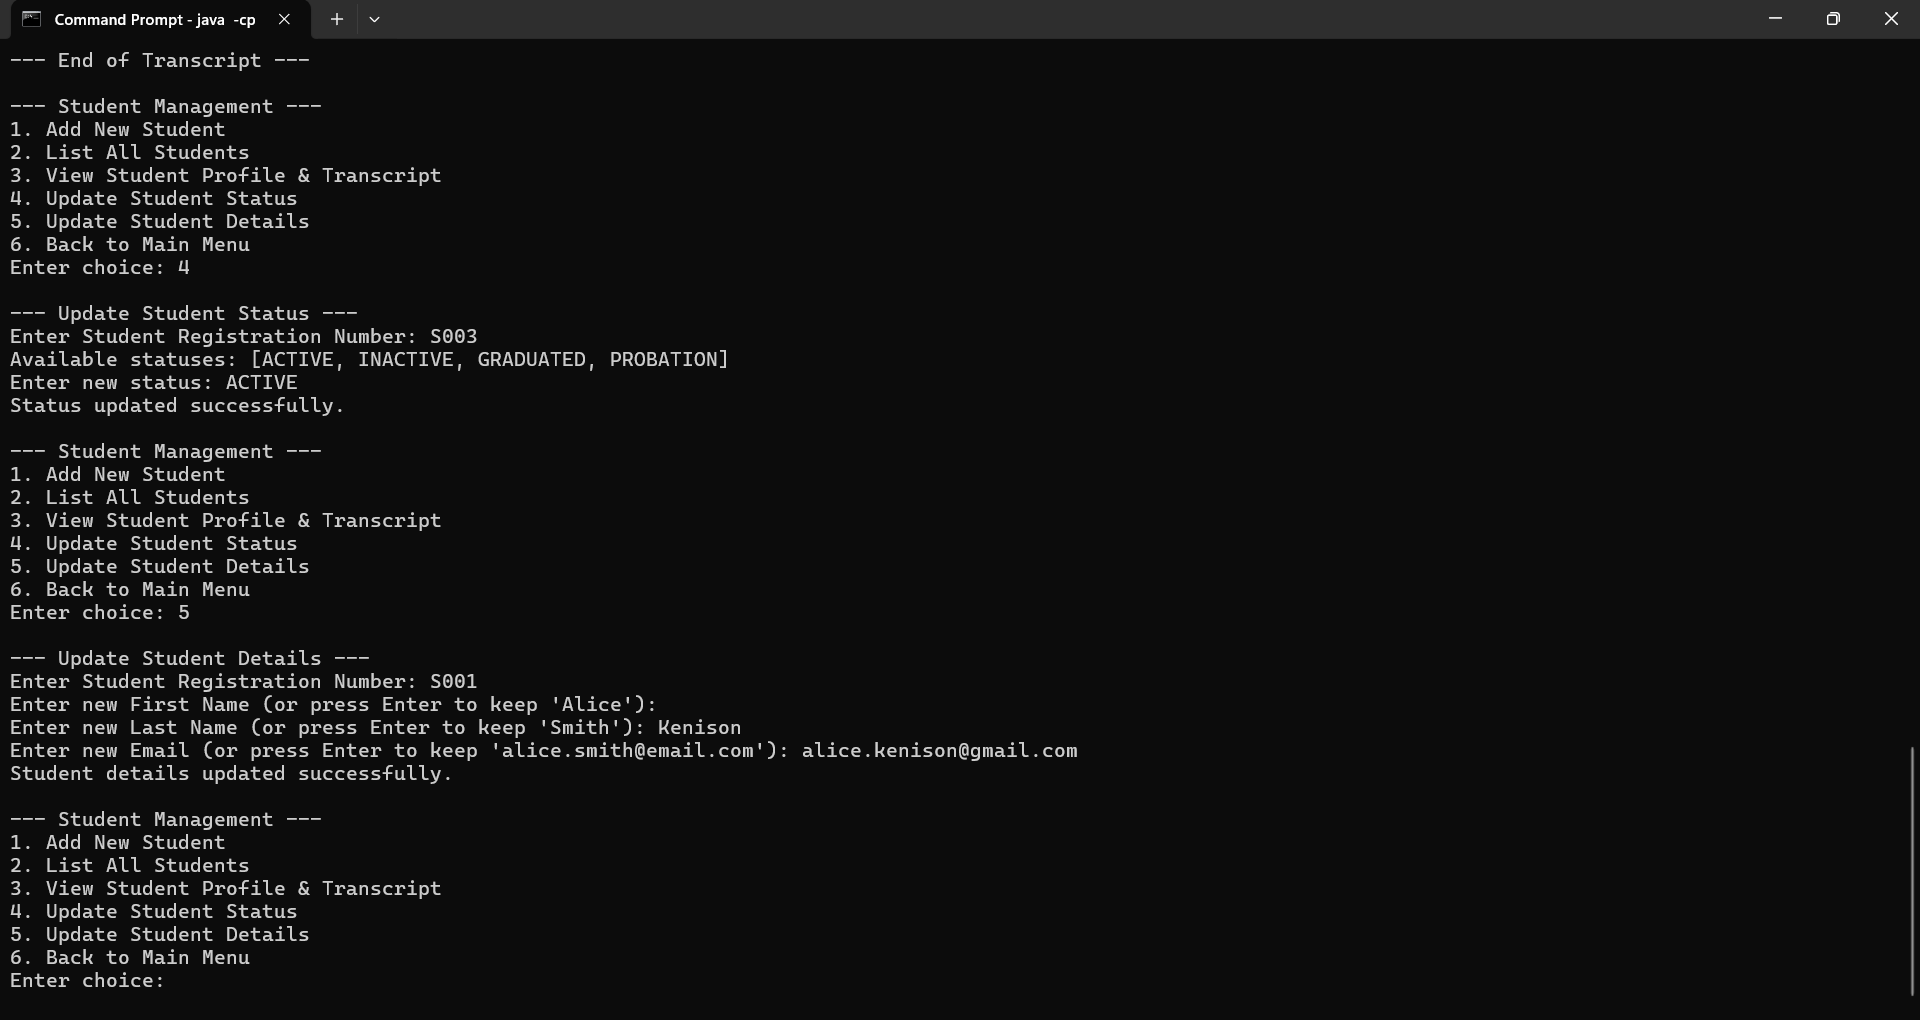 Command Prompt - java -cp
--- End of Transcript ---
--- Student Management ---
1. Add New Student
2. List All Students
3. View Student Profile & Transcript
4. Update Student Status
5. Update Student Details
6. Back to Main Menu
Enter choice: 4
--- Update Student Status ---
Enter Student Registration Number: S003
Available statuses: [ACTIVE, INACTIVE, GRADUATED, PROBATION]
Enter new status: ACTIVE
Status updated successfully.
--- Student Management ---
1. Add New Student
2. List All Students
3. View Student Profile & Transcript
4. Update Student Status
5. Update Student Details
6. Back to Main Menu
Enter choice: 5
--- Update Student Details ---
Enter Student Registration Number: S001
Enter new First Name (or press Enter to keep 'Alice'):
Enter new Last Name (or press Enter to keep 'Smith'): Kenison
Enter new Email (or press Enter to keep 'alice.smith@email.com'): alice.kenison@gmail.com
Student details updated successfully.
--- Student Management ---
1. Add New Student
2. List All Students
3. View Student Profile & Transcript
4. Update Student Status
5. Update Student Details
6. Back to Main Menu
Enter choice: